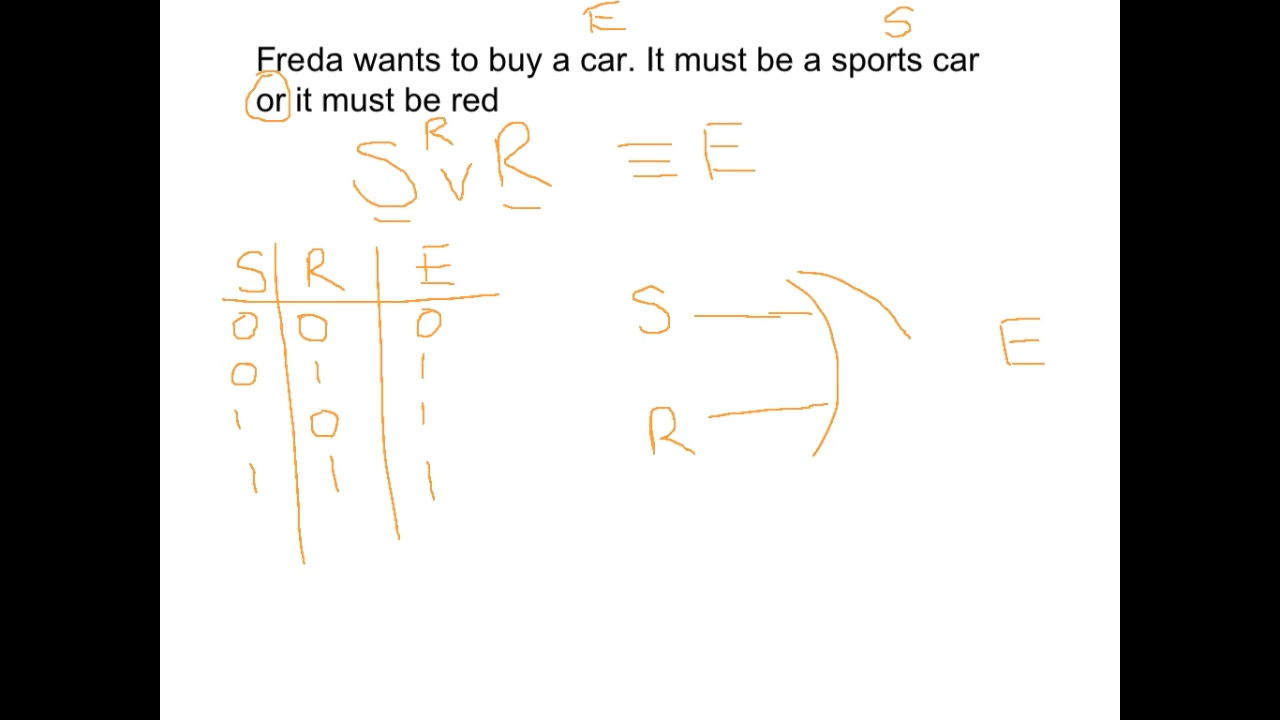 E S
Freda wants to buy a car. It must be a sports car
or it must be red
R
S v R ≡ E
S R E
0 0 0
0 1 1
1 0 1
1 1 1
S
E
R